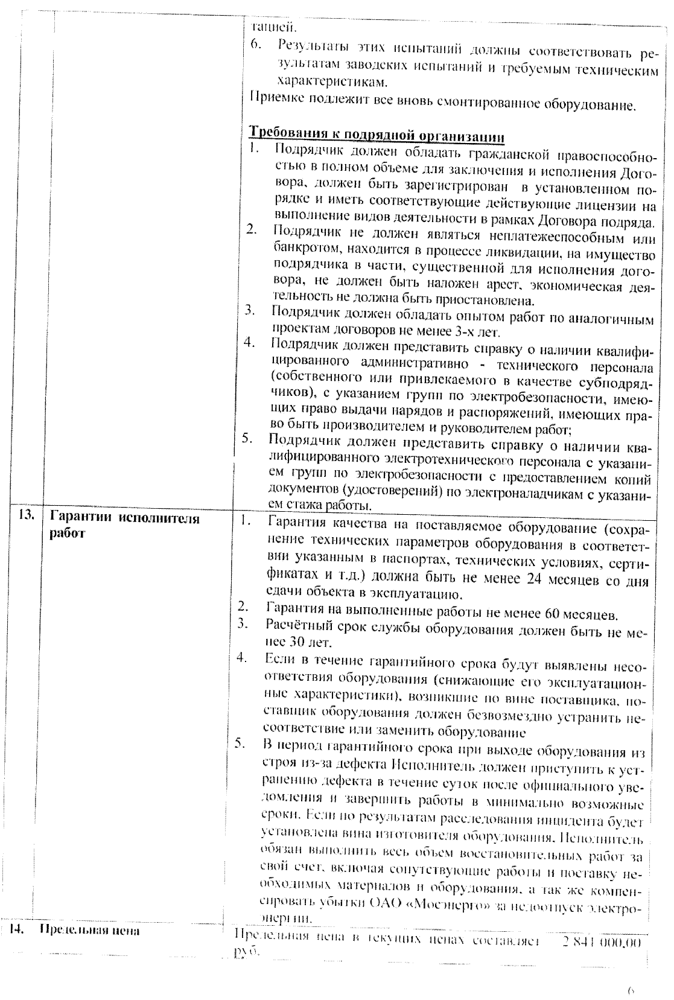 тацией.
6. Результаты этих испытаний должны соответствовать ре-
зультатам заводских испытаний и требуемым техническим
характеристикам.
Приемке подлежит все вновь смонтированное оборудование.
Требования к подрядной организации
1. Подрядчик должен обладать гражданской правоспособно-
стью в полном объеме для заключения и исполнения Дого-
вора, должен быть зарегистрирован в установленном по-
рядке и иметь соответствующие действующие лицензии на
выполнение видов деятельности в рамках Договора подряда.
2. Подрядчик не должен являться неплатежеспособным или
банкротом, находится в процессе ликвидации, на имущество
подрядчика в части, существенной для исполнения дого-
вора, не должен быть наложен арест, экономическая дея-
тельность не должна быть приостановлена.
3. Подрядчик должен обладать опытом работ по аналогичным
проектам договоров не менее 3-х лет.
4. Подрядчик должен представить справку о наличии квалифи-
цированного административно - технического персонала
(собственного или привлекаемого в качестве субподряд-
чиков), с указанием групп по электробезопасности, имею-
щих право выдачи нарядов и распоряжений, имеющих пра-
во быть производителем и руководителем работ;
5. Подрядчик должен представить справку о наличии ква-
лифицированного электротехнического персонала с указани-
ем групп по электробезопасности с предоставлением копий
документов (удостоверений) по электроналадчикам с указани-
ем стажа работы.
13. Гарантии исполнителя
работ
1. Гарантия качества на поставляемое оборудование (сохра-
нение технических параметров оборудования в соответст-
вии указанным в паспортах, технических условиях, серти-
фикатах и т.д.) должна быть не менее 24 месяцев со дня
сдачи объекта в эксплуатацию.
2. Гарантия на выполненные работы не менее 60 месяцев.
3. Расчётный срок службы оборудования должен быть не ме-
нее 30 лет.
4. Если в течение гарантийного срока будут выявлены несо-
ответствия оборудования (снижающие его эксплуатацион-
ные характеристики), возникшие по вине поставщика, по-
ставщик оборудования должен безвозмездно устранить не-
соответствие или заменить оборудование
5. В период гарантийного срока при выходе оборудования из
строя из-за дефекта Исполнитель должен приступить к уст-
ранению дефекта в течение суток после официального уве-
домления и завершить работы в минимально возможные
сроки. Если по результатам расследования инцидента будет
установлена вина изготовителя оборудования, Исполнитель
обязан выполнить весь объем восстановительных работ за
свой счет, включая сопутствующие работы и поставку не-
обходимых материалов и оборудования, а так же компен-
сировать убытки ОАО «Мосэнерго» за недоотпуск электро-
энергии.
14. Предельная цена
Предельная цена в текущих ценах составляет 2 841 000,00
руб.
6